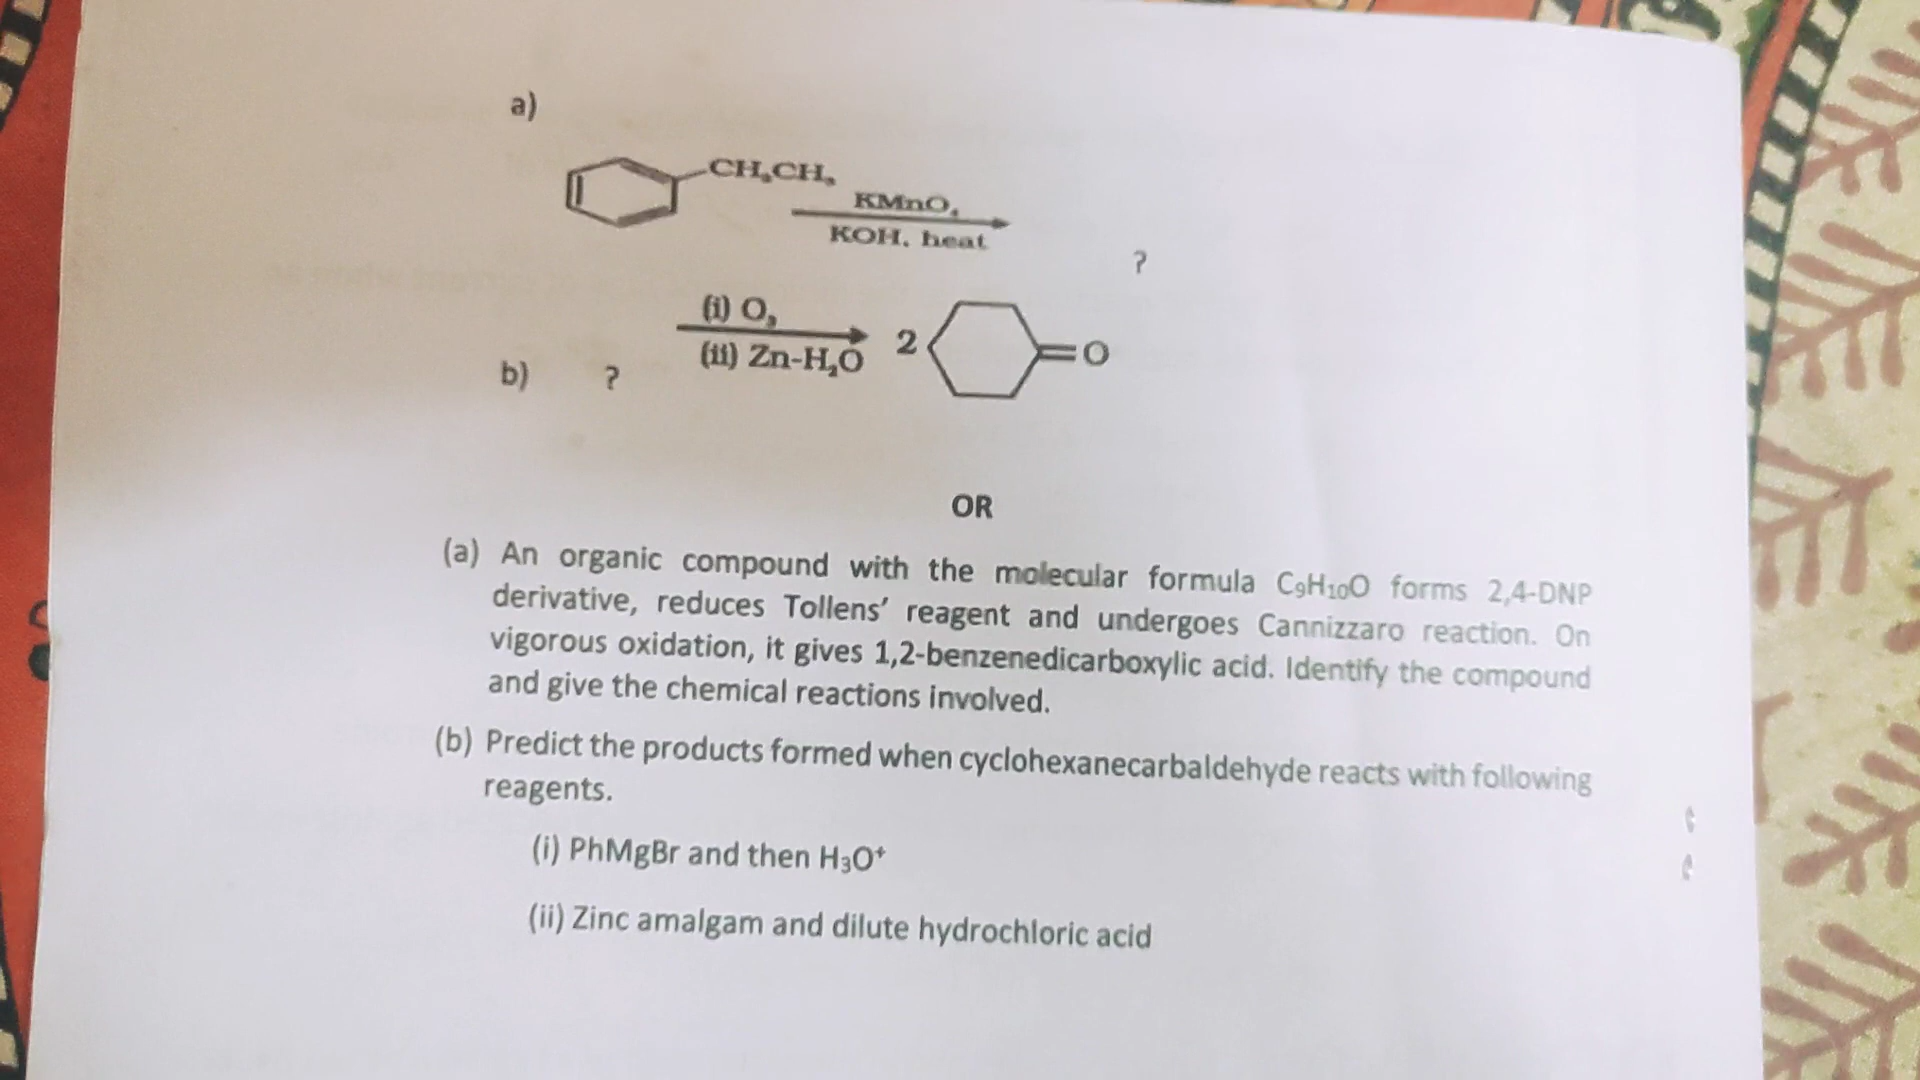 a)
CH₂CH₃
KMnO₄
KOH, heat
?
(i) O₃
(ii) Zn-H₂O
2
O
b) ?
OR
(a) An organic compound with the molecular formula C₉H₁₀O forms 2,4-DNP
derivative, reduces Tollens' reagent and undergoes Cannizzaro reaction. On
vigorous oxidation, it gives 1,2-benzenedicarboxylic acid. Identify the compound
and give the chemical reactions involved.
(b) Predict the products formed when cyclohexanecarbaldehyde reacts with following
reagents.
(i) PhMgBr and then H₃O⁺
(ii) Zinc amalgam and dilute hydrochloric acid